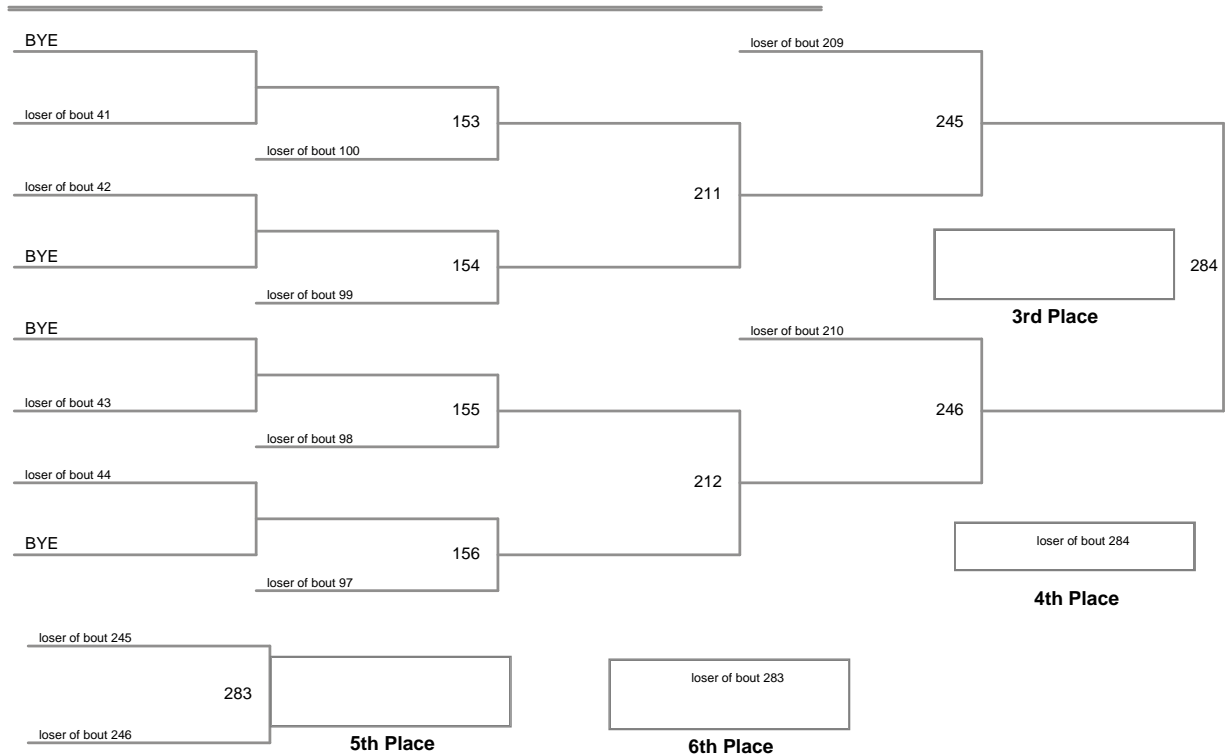 BYE
loser of bout 209
loser of bout 41
153
245
loser of bout 100
loser of bout 42
211
BYE
154
284
loser of bout 99
3rd Place
BYE
loser of bout 210
loser of bout 43
155
246
loser of bout 98
loser of bout 44
212
BYE
156
loser of bout 284
loser of bout 97
4th Place
loser of bout 245
loser of bout 283
283
loser of bout 246
5th Place
6th Place